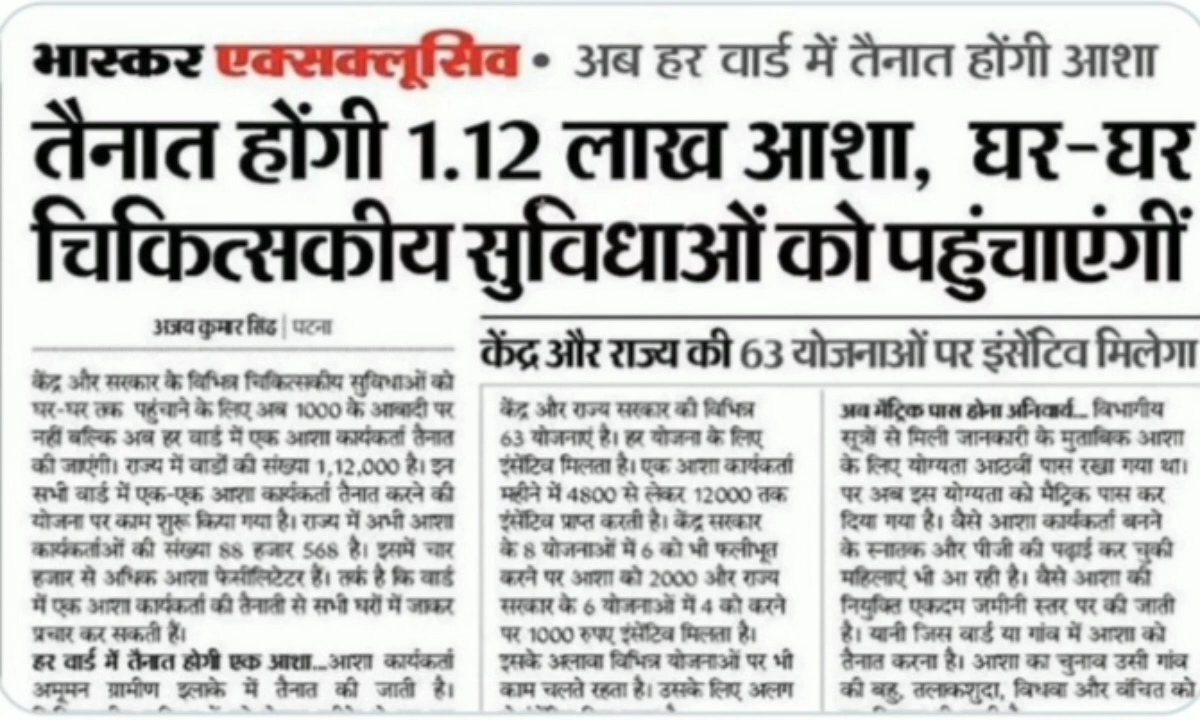 भास्कर एक्सक्लूसिव • अब हर वार्ड में तैनात होंगी आशा
तैनात होंगी 1.12 लाख आशा, घर-घर
चिकित्सकीय सुविधाओं को पहुंचाएंगीं
अजय कुमार सिंह | पटना
केंद्र और सरकार के विभिन्न चिकित्सकीय सुविधाओं को
घर-घर तक पहुंचाने के लिए अब 1000 के आबादी पर
नहीं बल्कि अब हर वार्ड में एक आशा कार्यकर्ता तैनात
की जाएंगी। राज्य में वार्डों की संख्या 1,12,000 है। इन
सभी वार्ड में एक-एक आशा कार्यकर्ता तैनात करने की
योजना पर काम शुरू किया गया है। राज्य में अभी आशा
कार्यकर्ताओं की संख्या 88 हजार 568 है। इसमें चार
हजार से अधिक आशा फेसीलिटेटर हैं। तर्क है कि वार्ड
में एक आशा कार्यकर्ता की तैनाती से सभी घरों में जाकर
प्रचार कर सकती हैं।
हर वार्ड में तैनात होगी एक आशा...आशा कार्यकर्ता
अमूमन ग्रामीण इलाके में तैनात की जाती है।
केंद्र और राज्य की 63 योजनाओं पर इंसेंटिव मिलेगा
केंद्र और राज्य सरकार की विभिन्न
63 योजनाएं है। हर योजना के लिए
इंसेंटिव मिलता है। एक आशा कार्यकर्ता
महीने में 4800 से लेकर 12000 तक
इंसेंटिव प्राप्त करती है। केंद्र सरकार
के 8 योजनाओं में 6 को भी फलीभूत
करने पर आशा को 2000 और राज्य
सरकार के 6 योजनाओं में 4 को करने
पर 1000 रुपए इंसेंटिव मिलता है।
इसके अलावा विभिन्न योजनाओं पर भी
काम चलते रहता है। उसके लिए अलग
अब मैट्रिक पास होना अनिवार्य... विभागीय
सूत्रों से मिली जानकारी के मुताबिक आशा
के लिए योग्यता आठवीं पास रखा गया था।
पर अब इस योग्यता को मैट्रिक पास कर
दिया गया है। वैसे आशा कार्यकर्ता बनने
के स्नातक और पीजी की पढ़ाई कर चुकी
महिलाएं भी आ रही है। वैसे आशा की
नियुक्ति एकदम जमीनी स्तर पर की जाती
है। यानी जिस वार्ड या गांव में आशा को
तैनात करना है। आशा का चुनाव उसी गांव
की बहु, तलाकशुदा, विधवा और वंचित को